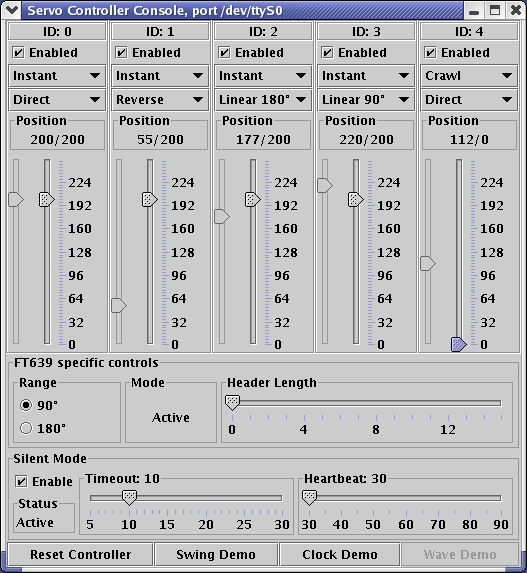 Servo Controller Console, port /dev/ttyS0
ID: 0 ID: 1 ID: 2 ID: 3 ID: 4
Enabled Enabled Enabled Enabled Enabled
Instant Instant Instant Instant Crawl
Direct Reverse Linear 180° Linear 90° Direct
Position Position Position Position Position
200/200 55/200 177/200 220/200 112/0
224 224 224 224 224
192 192 192 192 192
160 160 160 160 160
128 128 128 128 128
96 96 96 96 96
64 64 64 64 64
32 32 32 32 32
0 0 0 0 0
FT639 specific controls
Range Mode Header Length
90°
Active
180°
0 4 8 12
Silent Mode
Enable Timeout: 10 Heartbeat: 30
Status
Active 5 10 15 20 25 30 30 40 50 60 70 80 90
Reset Controller Swing Demo Clock Demo Wave Demo